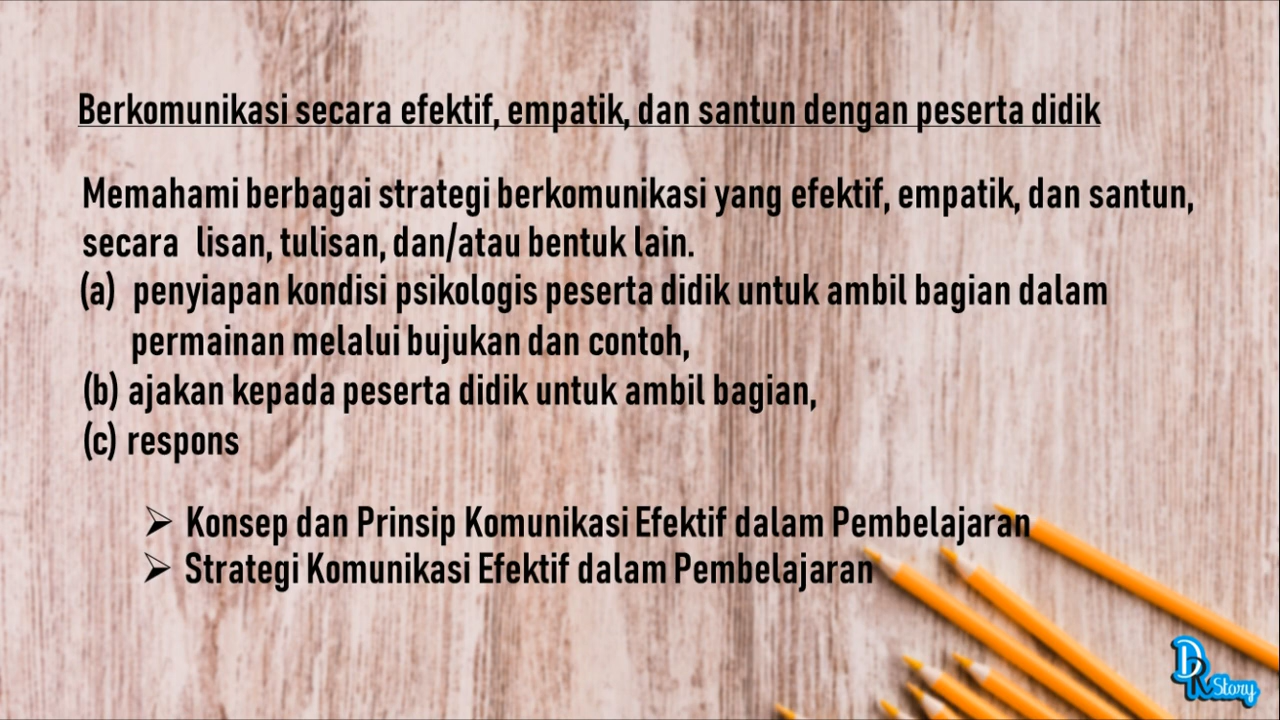 Berkomunikasi secara efektif, empatik, dan santun dengan peserta didik
Memahami berbagai strategi berkomunikasi yang efektif, empatik, dan santun,
secara lisan, tulisan, dan/atau bentuk lain.
(a) penyiapan kondisi psikologis peserta didik untuk ambil bagian dalam
permainan melalui bujukan dan contoh,
(b) ajakan kepada peserta didik untuk ambil bagian,
(c) respons
➢ Konsep dan Prinsip Komunikasi Efektif dalam Pembelajaran
➢ Strategi Komunikasi Efektif dalam Pembelajaran
DR Story